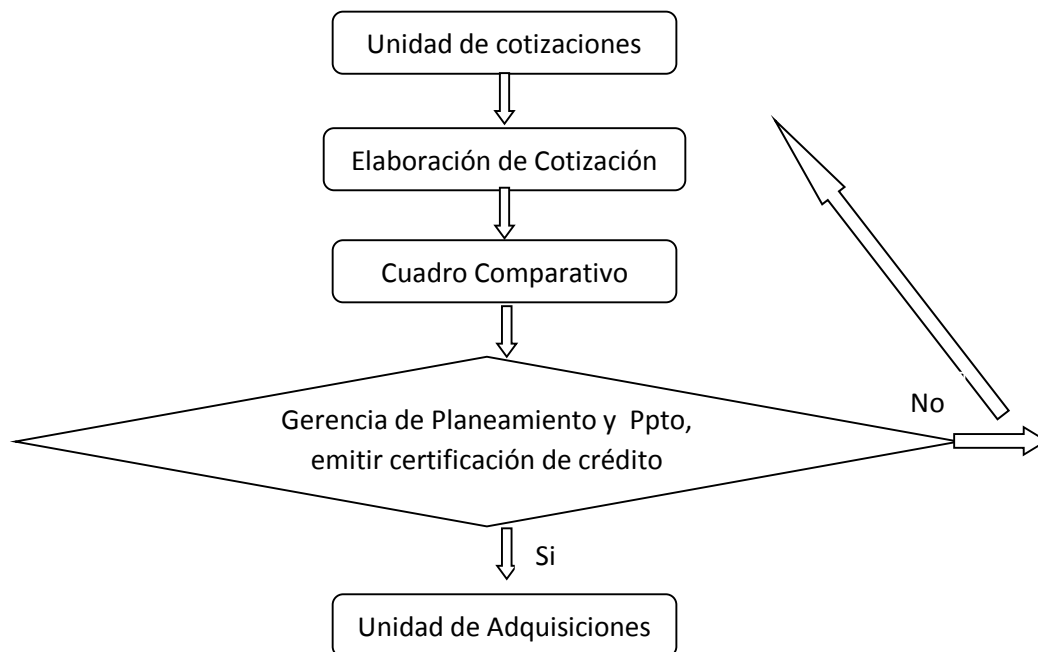 Unidad de cotizaciones
Elaboración de Cotización
Cuadro Comparativo
Gerencia de Planeamiento y Ppto,
emitir certificación de crédito
No
Si
Unidad de Adquisiciones